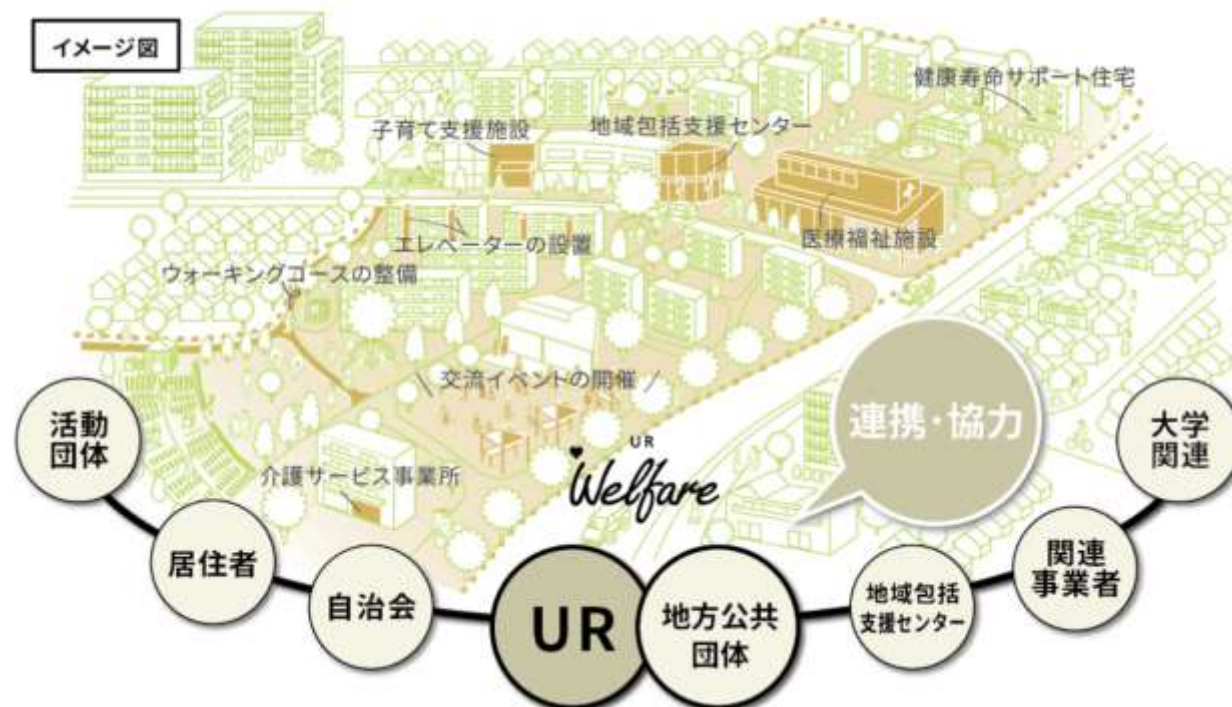 イメージ図
健康寿命サポート住宅
子育て支援施設
地域包括支援センター
エレベーターの設置
医療福祉施設
ウォーキングコースの整備
交流イベントの開催
介護サービス事業所
UR
Welfare
連携・協力
活動
団体
居住者
自治会
UR
地方公共
団体
地域包括
支援センター
関連
事業者
大学
関連